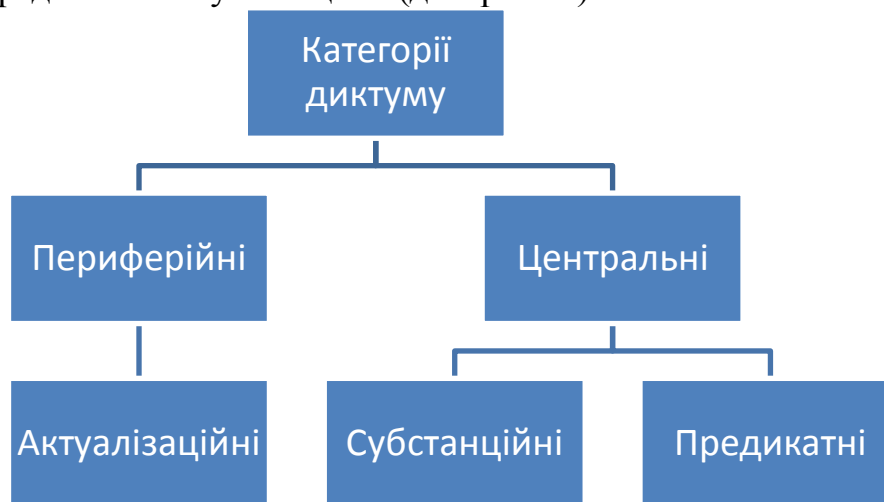 Категорії
диктуму
Периферійні
Центральні
Актуалізаційні
Субстанційні
Предикатні